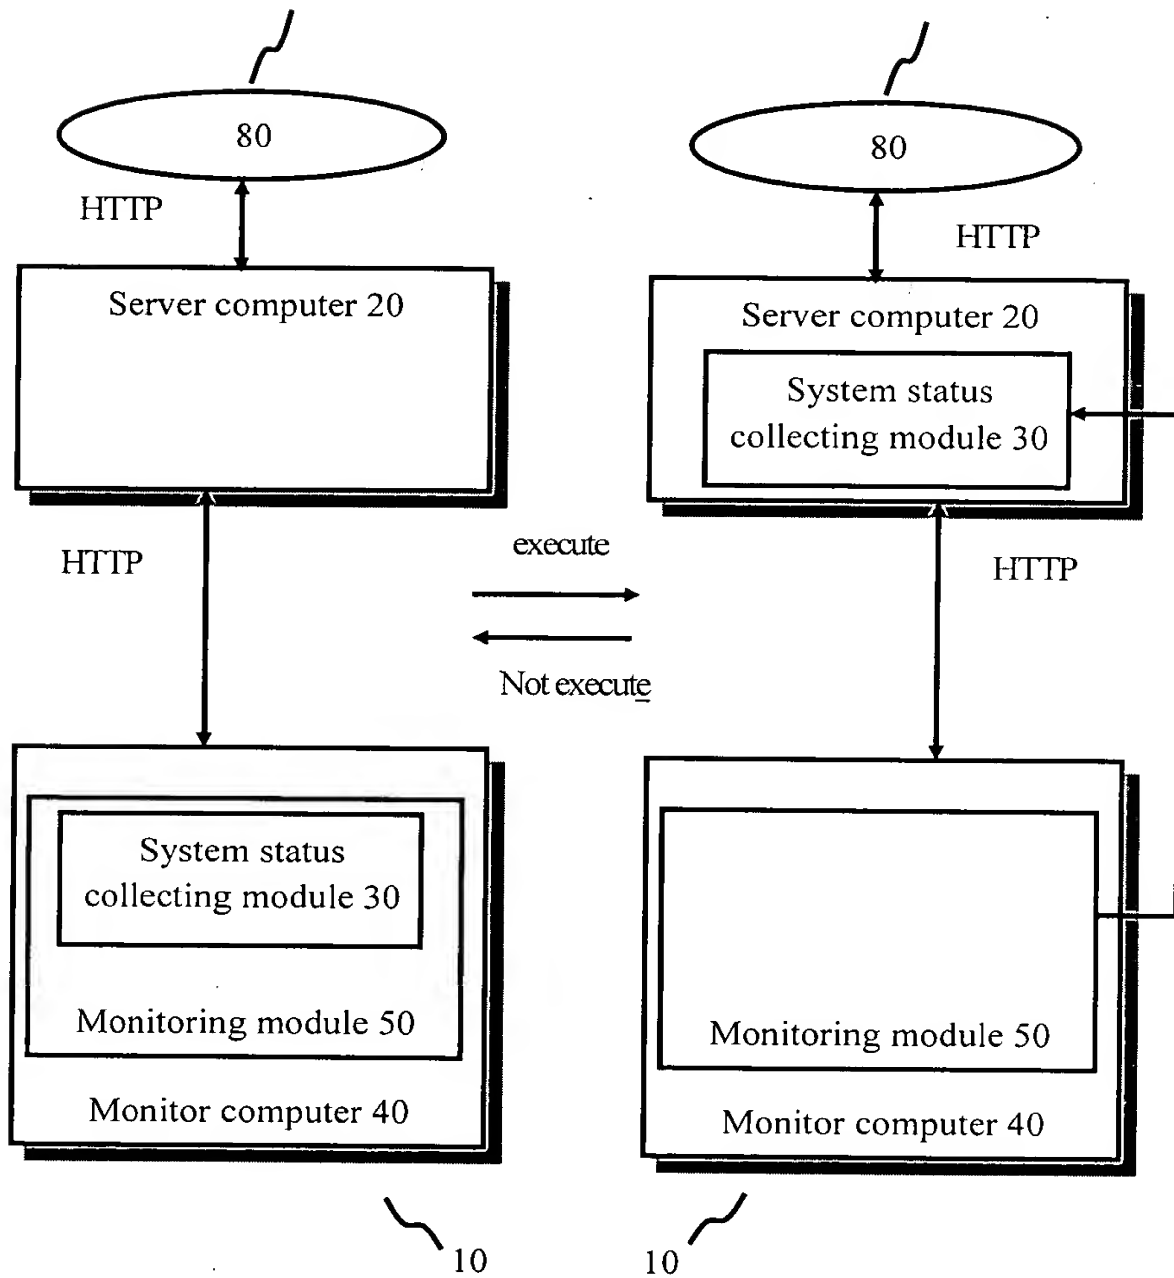 80
HTTP
Server computer 20
HTTP
System status
collecting module 30
Monitoring module 50
Monitor computer 40
10
execute
Not execute
80
HTTP
Server computer 20
System status
collecting module 30
HTTP
Monitoring module 50
Monitor computer 40
10